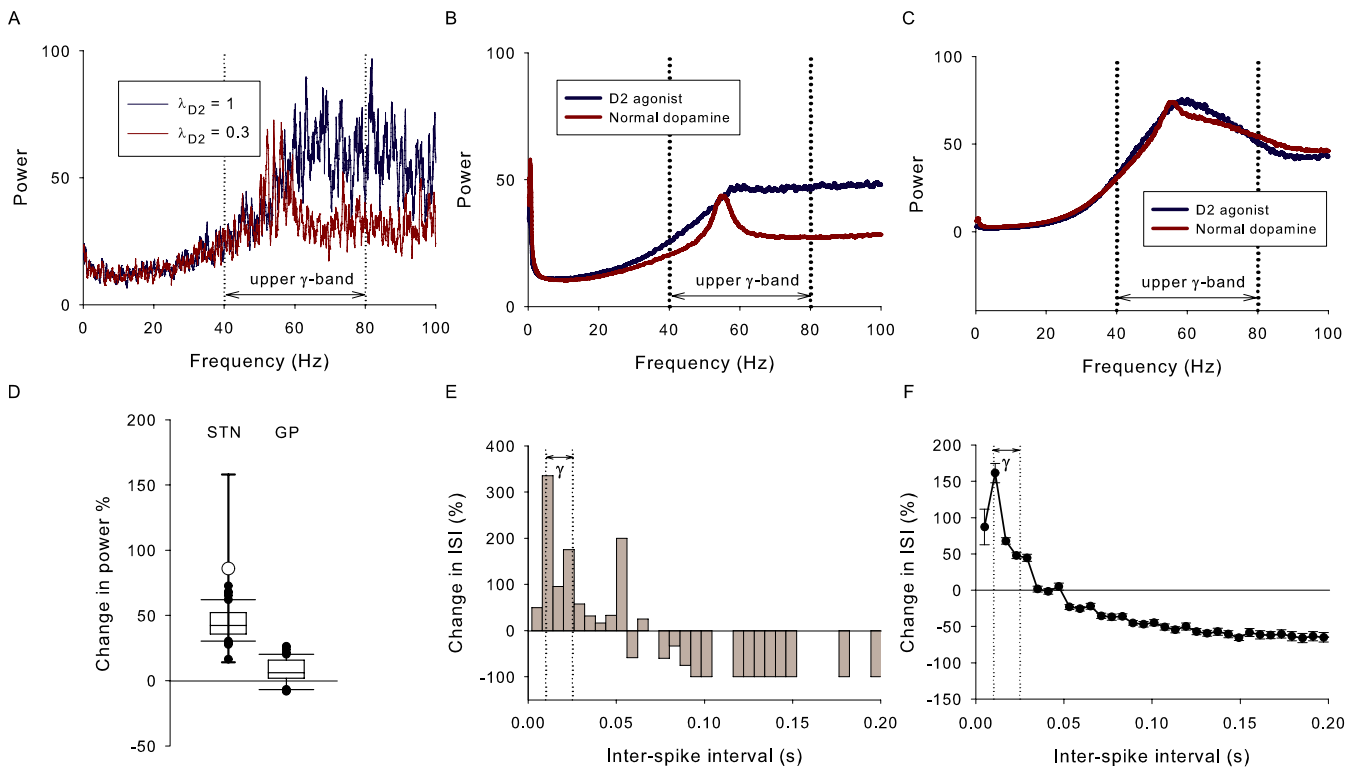 A
100
50
0
Power
λD2 = 1
λD2 = 0.3
upper γ-band
0 20 40 60 80 100
Frequency (Hz)
B
100
50
0
Power
D2 agonist
Normal dopamine
upper γ-band
0 20 40 60 80 100
Frequency (Hz)
C
100
50
0
Power
D2 agonist
Normal dopamine
upper γ-band
0 20 40 60 80 100
Frequency (Hz)
D
200
150
100
50
0
-50
Change in power %
STN GP
E
400
300
200
100
0
-100
Change in ISI (%)
γ
0.00 0.05 0.10 0.15 0.20
Inter-spike interval (s)
F
200
150
100
50
0
-50
-100
-150
Change in ISI (%)
γ
0.00 0.05 0.10 0.15 0.20
Inter-spike interval (s)